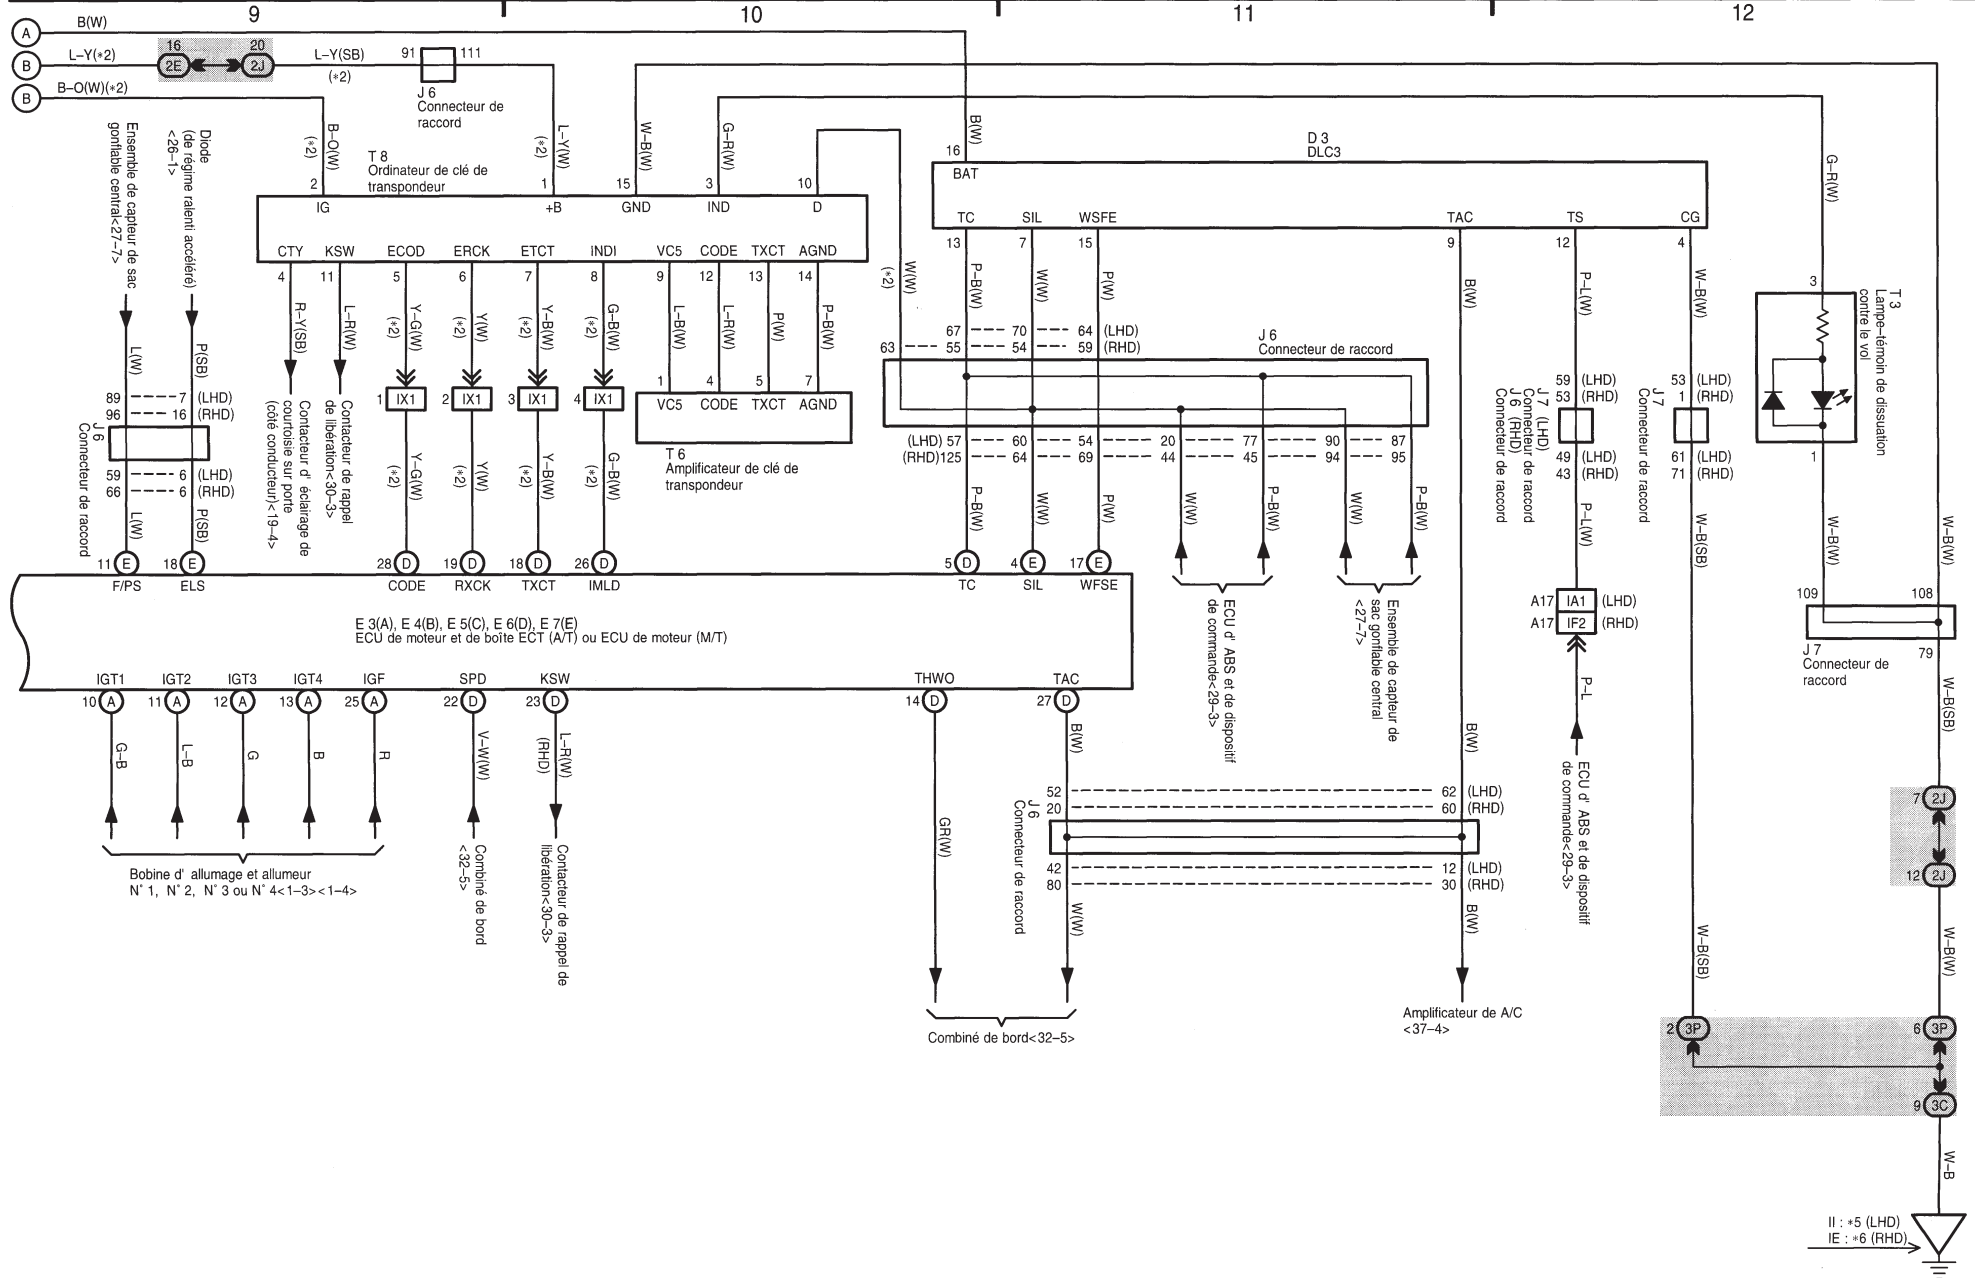 9
10
11
12
A
B(W)
B
L–Y(*2)
16
2E
20
2J
L–Y(SB)
(*2)
91
111
J 6
Connecteur de
raccord
B
B–O(W)(*2)
Ensemble de capteur de sac
gonflable central<27–7>
Diode
(de régime ralenti accéléré)
<26–1>
B–O(W)
(*2)
L–Y(W)
(*2)
W–B(W)
G–R(W)
B(W)
T 8
Ordinateur de clé de
transpondeur
2
1
15
3
10
IG
+B
GND
IND
D
CTY
KSW
ECOD
ERCK
ETCT
INDI
VC5
CODE
TXCT
AGND
4
11
5
6
7
8
9
12
13
14
R–Y(SB)
L–R(W)
Y–G(W)
(*2)
Y(W)
(*2)
Y–B(W)
(*2)
G–B(W)
(*2)
L–B(W)
L–R(W)
P(W)
P–B(W)
W(W)
(*2)
D 3
DLC3
16
BAT
TC
SIL
WSFE
TAC
TS
CG
13
7
15
9
12
4
P–B(W)
W(W)
P(W)
B(W)
P–L(W)
W–B(W)
G–R(W)
L(W)
P(SB)
89 7 (LHD)
96 16 (RHD)
J 6
Connecteur de raccord
59 6 (LHD)
66 6 (RHD)
L(W)
P(SB)
Contacteur d' éclairage de
courtoisie sur porte
(côté conducteur)<19–4>
Contacteur de rappel
de libération<30–3>
1 IX1
2 IX1
3 IX1
4 IX1
Y–G(W)
(*2)
Y(W)
(*2)
Y–B(W)
(*2)
G–B(W)
(*2)
1
4
5
7
VC5
CODE
TXCT
AGND
T 6
Amplificateur de clé de
transpondeur
67 70 64 (LHD)
63 55 54 59 (RHD)
J 6
Connecteur de raccord
(LHD) 57 60 54 20 77 90 87
(RHD)125 64 69 44 45 94 95
P–B(W)
W(W)
P(W)
W(W)
P–B(W)
W(W)
P–B(W)
59 (LHD)
53 (RHD)
J 7 (LHD)
Connecteur de raccord
J 6 (RHD)
Connecteur de raccord
49 (LHD)
43 (RHD)
P–L(W)
53 (LHD)
1 (RHD)
J 7
Connecteur de raccord
61 (LHD)
71 (RHD)
W–B(SB)
3
T 3
Lampe–témoin de dissuation
contre le vol
1
W–B(W)
W–B(W)
11 E
18 E
28 D
19 D
18 D
26 D
5 D
4 E
17 E
F/PS
ELS
CODE
RXCK
TXCT
IMLD
TC
SIL
WFSE
E 3(A), E 4(B), E 5(C), E 6(D), E 7(E)
ECU de moteur et de boîte ECT (A/T) ou ECU de moteur (M/T)
IGT1
IGT2
IGT3
IGT4
IGF
SPD
KSW
THWO
TAC
10 A
11 A
12 A
13 A
25 A
22 D
23 D
14 D
27 D
ECU d' ABS et de dispositif
de commande<29–3>
Ensemble de capteur de
sac gonflable central
<27–7>
A17 IA1 (LHD)
A17 IF2 (RHD)
P–L
ECU d' ABS et de dispositif
de commande<29–3>
109
108
J 7
Connecteur de
raccord
79
W–B(SB)
G–B
L–B
G
B
R
V–W(W)
L–R(W)
(RHD)
GR(W)
B(W)
B(W)
Bobine d' allumage et allumeur
N° 1, N° 2, N° 3 ou N° 4<1–3><1–4>
Combiné de bord
<32–5>
Contacteur de rappel de
libération<30–3>
52 62 (LHD)
20 60 (RHD)
J 6
Connecteur de raccord
42 12 (LHD)
80 30 (RHD)
W(W)
B(W)
Combiné de bord<32–5>
Amplificateur de A/C
<37–4>
7 2J
12 2J
W–B(W)
W–B(SB)
2 3P
6 3P
9 3C
W–B
II : *5 (LHD)
IE : *6 (RHD)